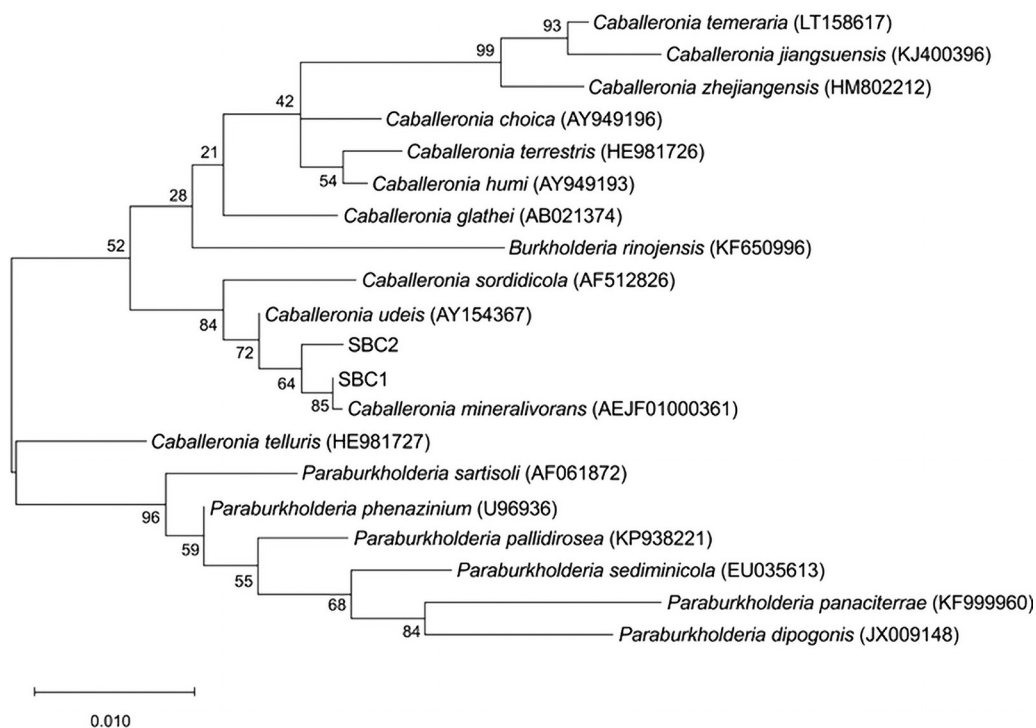 93
Caballeronia temeraria (LT158617)
99
Caballeronia jiangsuensis (KJ400396)
Caballeronia zhejiangensis (HM802212)
42
Caballeronia choica (AY949196)
21
Caballeronia terrestris (HE981726)
54
Caballeronia humi (AY949193)
28
Caballeronia glathei (AB021374)
52
Burkholderia rinojensis (KF650996)
Caballeronia sordidicola (AF512826)
84
Caballeronia udeis (AY154367)
72
SBC2
64
SBC1
85
Caballeronia mineralivorans (AEJF01000361)
Caballeronia telluris (HE981727)
Paraburkholderia sartisoli (AF061872)
96
Paraburkholderia phenazinium (U96936)
59
Paraburkholderia pallidirosea (KP938221)
55
Paraburkholderia sediminicola (EU035613)
68
Paraburkholderia panaciterrae (KF999960)
84
Paraburkholderia dipogonis (JX009148)
0.010